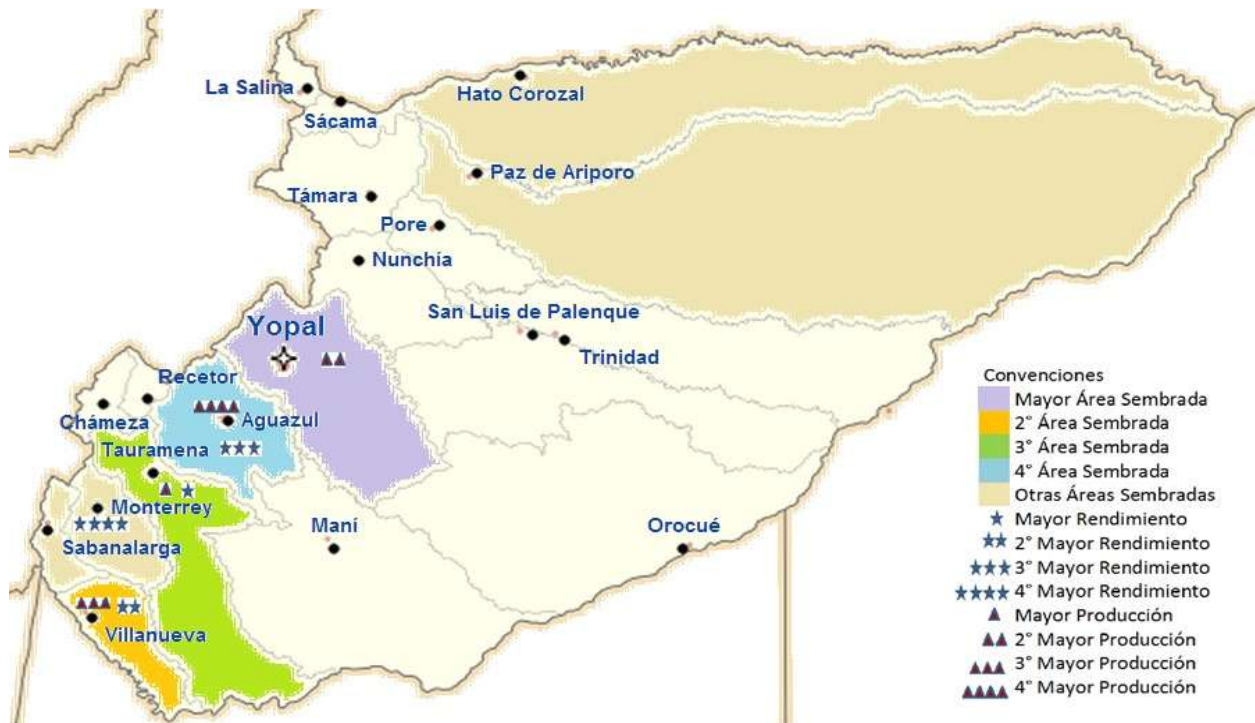 La Salina
Sácama
Hato Corozal
Paz de Ariporo
Támara
Pore
Nunchía
San Luis de Palenque
Trinidad
Yopal
Recetor
Chámeza
Aguazul
Tauramena
Monterrey
Sabanalarga
Maní
Orocué
Villanueva
Convenciones
Mayor Área Sembrada
2° Área Sembrada
3° Área Sembrada
4° Área Sembrada
Otras Áreas Sembradas
Mayor Rendimiento
2° Mayor Rendimiento
3° Mayor Rendimiento
4° Mayor Rendimiento
Mayor Producción
2° Mayor Producción
3° Mayor Producción
4° Mayor Producción